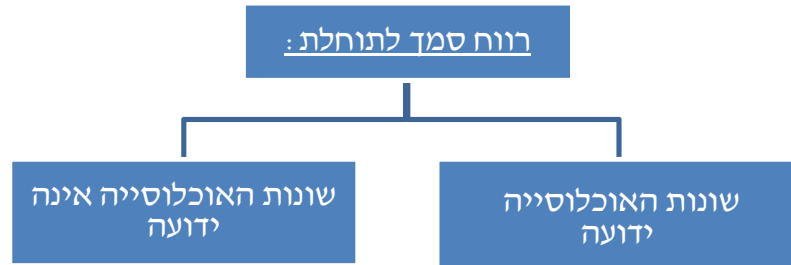 רווח סמך לתוחלת :
שונות האוכלוסייה
ידועה
שונות האוכלוסייה אינה
ידועה